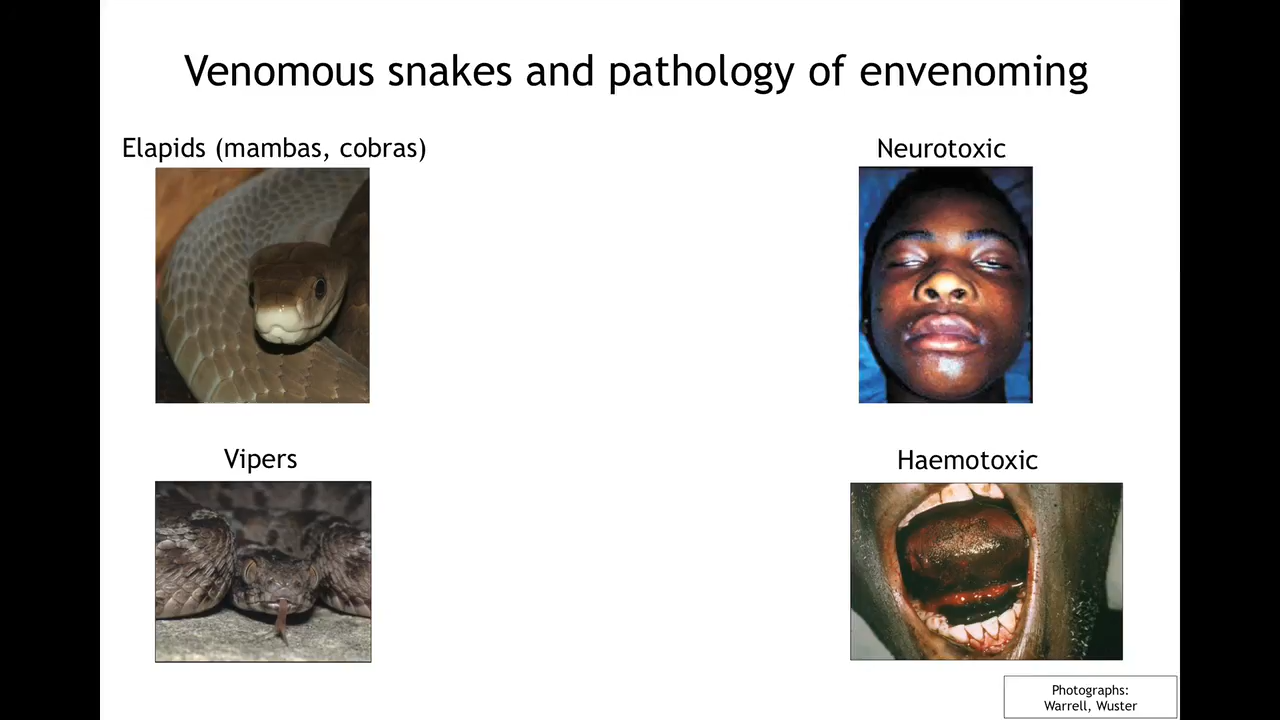 Venomous snakes and pathology of envenoming
Elapids (mambas, cobras)
Neurotoxic
Vipers
Haemotoxic
Photographs:
Warrell, Wuster